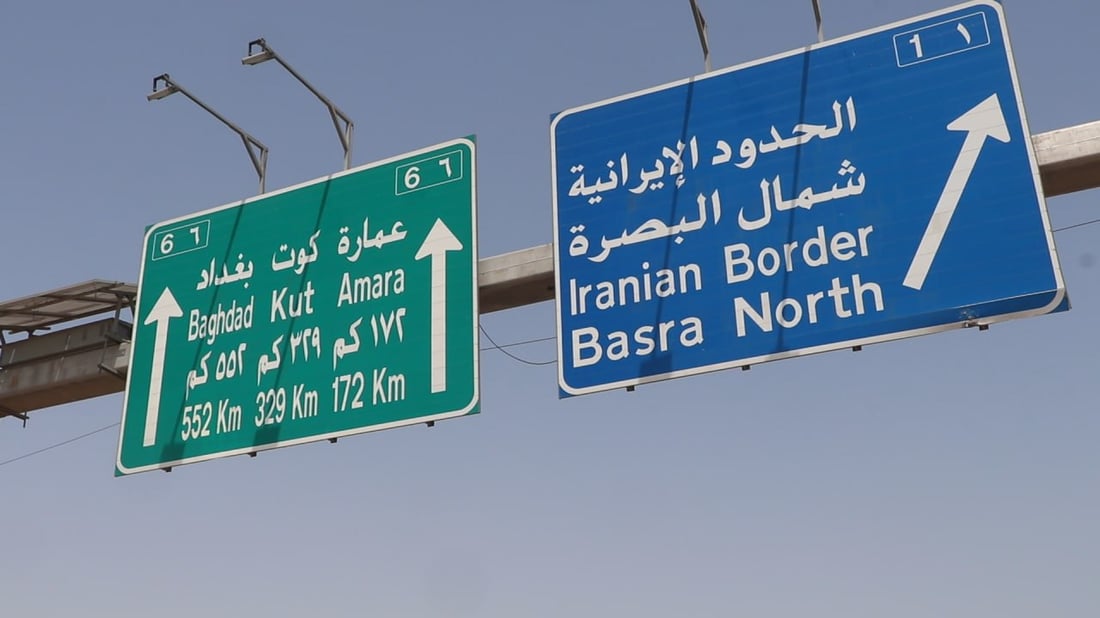 6 ٦
6 ٦
عمارة كوت بغداد
Baghdad Kut Amara
١٧٢ كم ٣٢٩ كم ٥٥٢ كم
552 Km 329 Km 172 Km
1 ١
الحدود الإيرانية
شمال البصرة
Iranian Border
Basra North